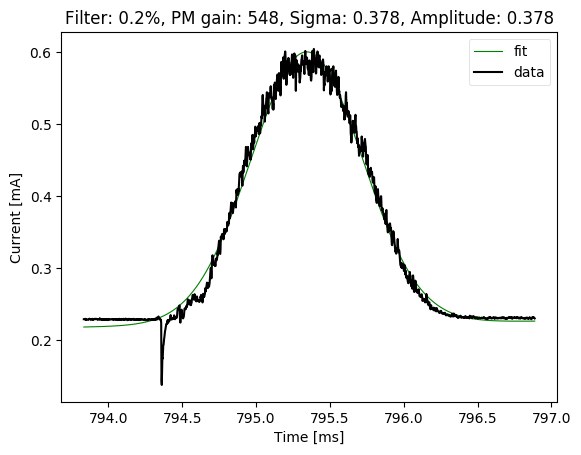 Filter: 0.2%, PM gain: 548, Sigma: 0.378, Amplitude: 0.378
fit
data
0.6
0.5
0.4
0.3
0.2
Current [mA]
794.0 794.5 795.0 795.5 796.0 796.5 797.0
Time [ms]